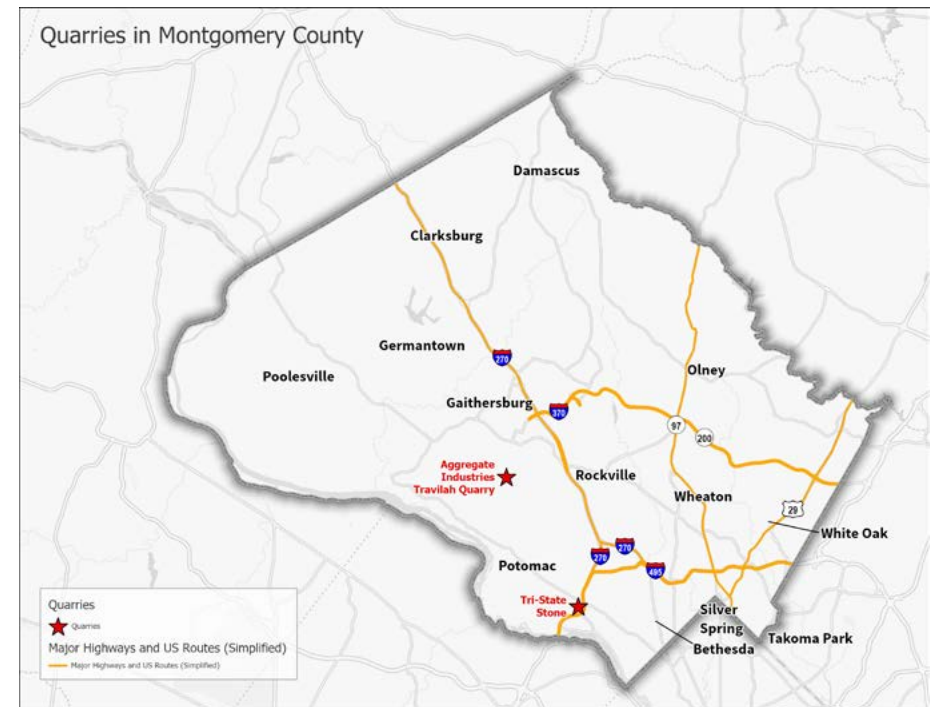 Quarries in Montgomery County
Damascus
Clarksburg
Germantown
270
Poolesville
Olney
Gaithersburg
370
97
200
Aggregate
Industries
Travilah Quarry
Rockville
Wheaton
29
White Oak
270
270
Potomac
495
Tri-State
Stone
Silver
Spring
Bethesda
Takoma Park
Quarries
Quarries
Major Highways and US Routes (Simplified)
Major Highways and US Routes (Simplified)